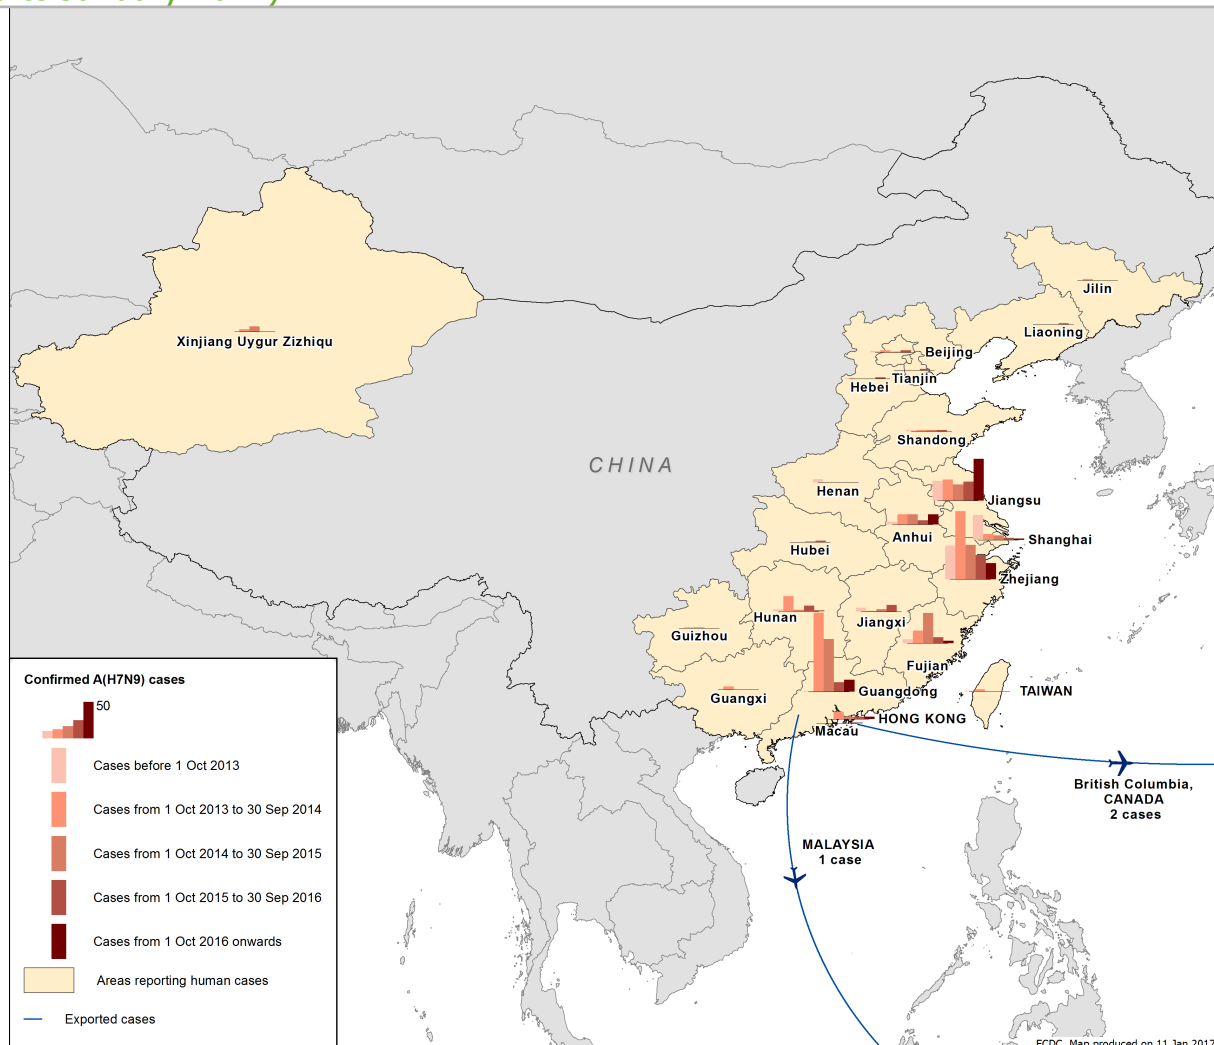 Xinjiang Uygur Zizhiqu
Jilin
Liaoning
Beijing
Tianjin
Hebei
Shandong
CHINA
Henan
Jiangsu
Anhui
Shanghai
Hubei
Zhejiang
Hunan
Jiangxi
Guizhou
Fujian
Guangxi
Guangdong
TAIWAN
HONG KONG
Macau
British Columbia,
CANADA
2 cases
MALAYSIA
1 case
Confirmed A(H7N9) cases
50
Cases before 1 Oct 2013
Cases from 1 Oct 2013 to 30 Sep 2014
Cases from 1 Oct 2014 to 30 Sep 2015
Cases from 1 Oct 2015 to 30 Sep 2016
Cases from 1 Oct 2016 onwards
Areas reporting human cases
Exported cases
ECDC. Map produced on 11 Jan 2017